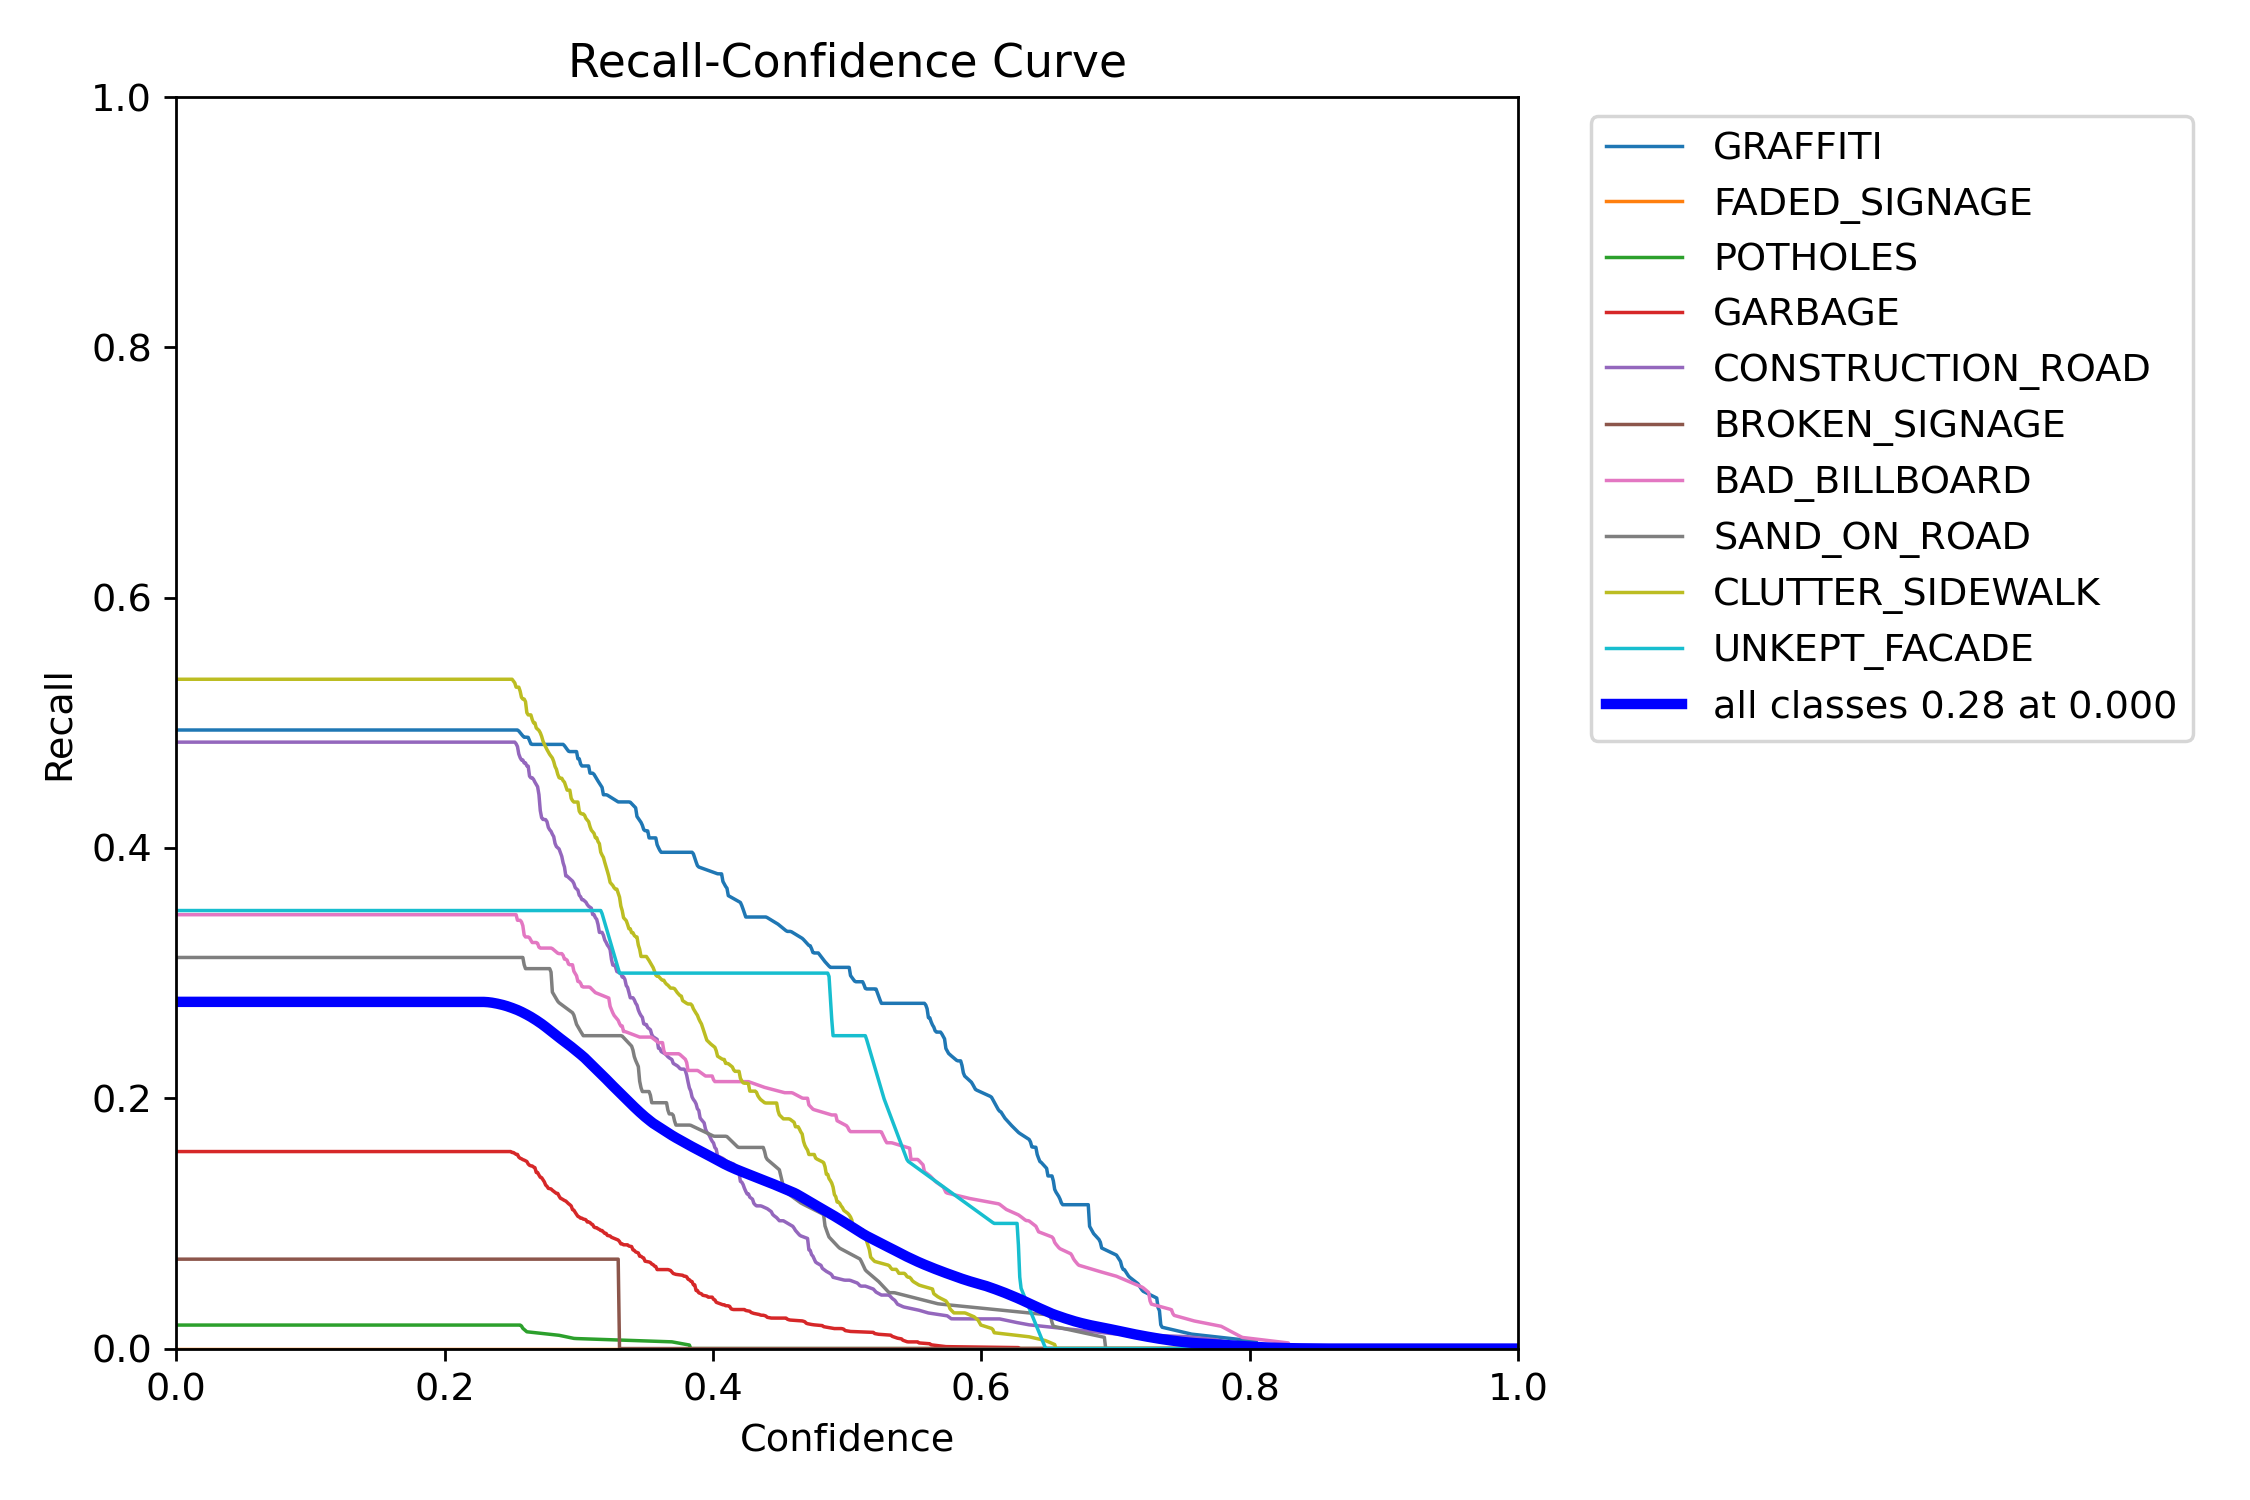 Recall-Confidence Curve
1.0
0.8
0.6
0.4
0.2
0.0
Recall
0.0 0.2 0.4 0.6 0.8 1.0
Confidence
GRAFFITI
FADED_SIGNAGE
POTHOLES
GARBAGE
CONSTRUCTION_ROAD
BROKEN_SIGNAGE
BAD_BILLBOARD
SAND_ON_ROAD
CLUTTER_SIDEWALK
UNKEPT_FACADE
all classes 0.28 at 0.000